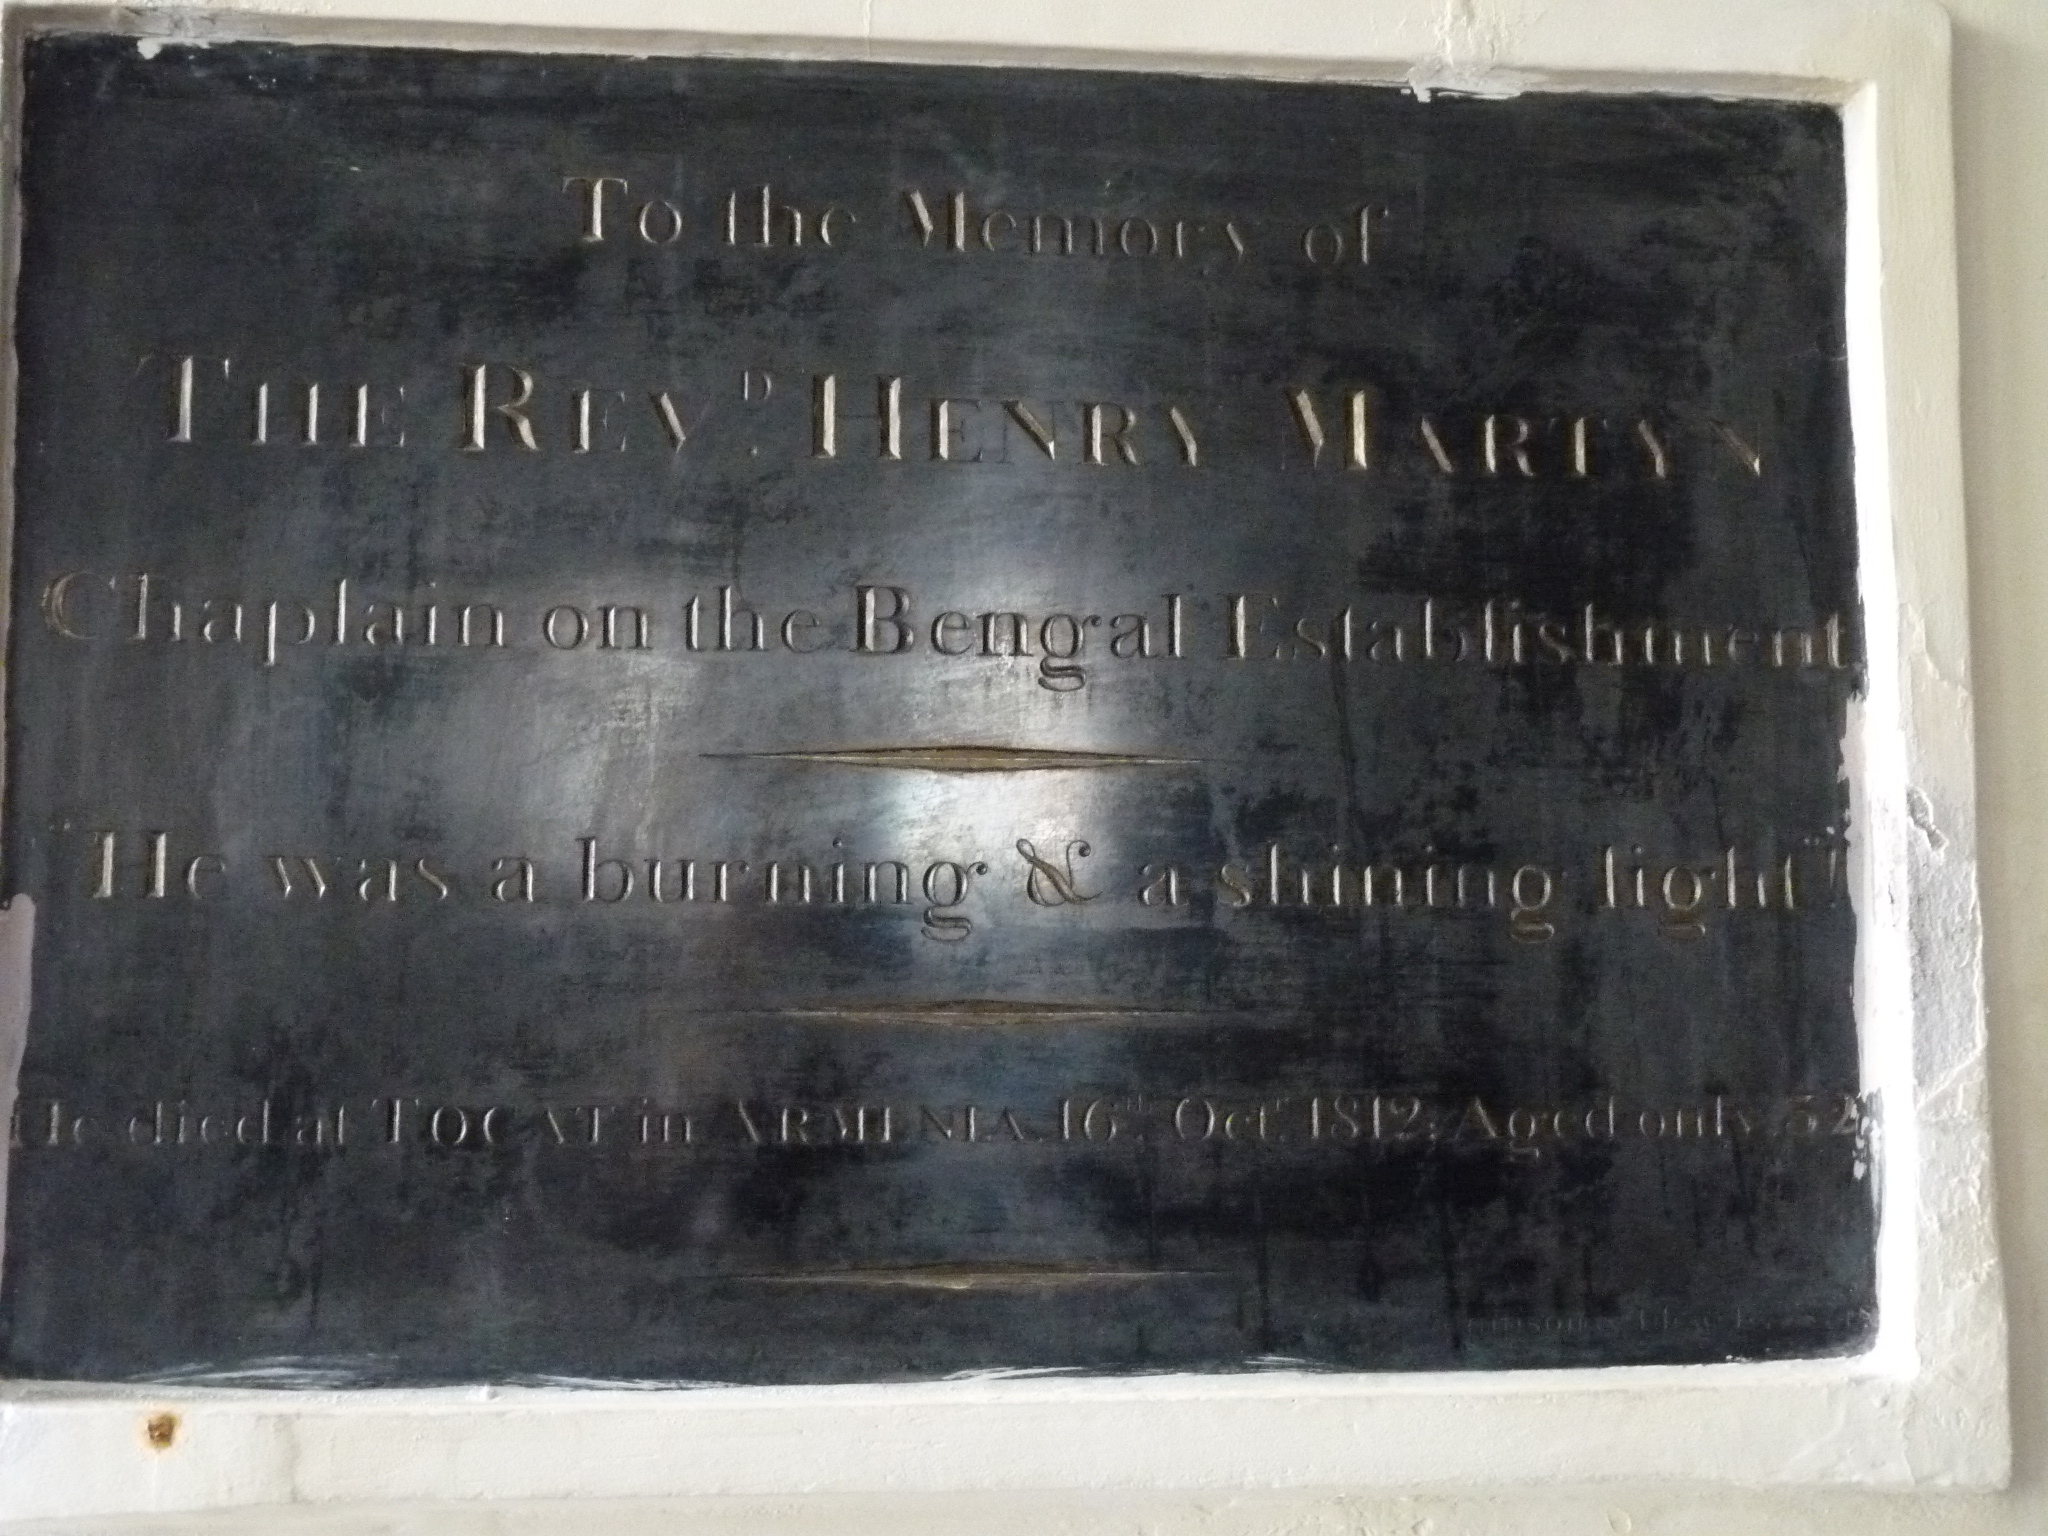 To the Memory of
THE REVD. HENRY MARTYN
Chaplain on the Bengal Establishment
"He was a burning & a shining light"!
He died at TOCAT in ARMENIA 16th. Octr. 1812. Aged only 32